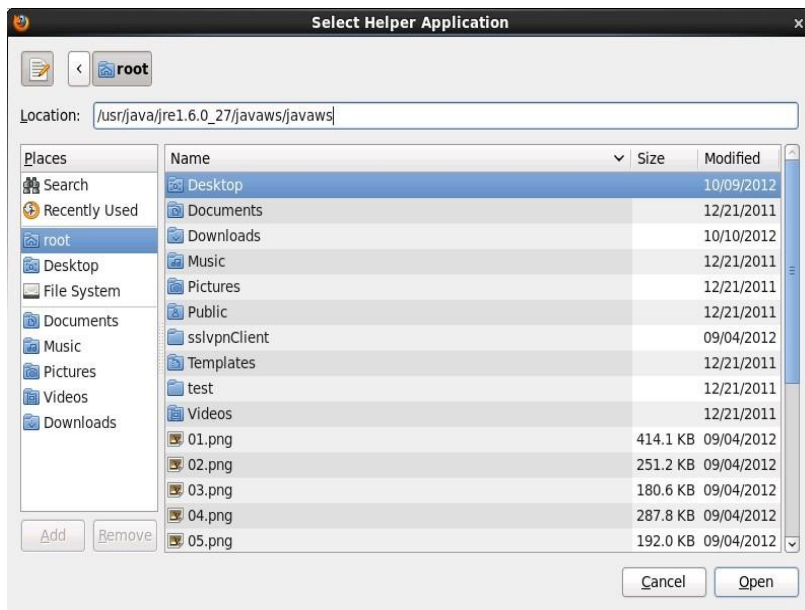 Select Helper Application
x
< root
Location: /usr/java/jre1.6.0_27/javaws/javaws
Places
Search
Recently Used
root
Desktop
File System
Documents
Music
Pictures
Videos
Downloads
Add Remove
Name Size Modified
Desktop 10/09/2012
Documents 12/21/2011
Downloads 10/10/2012
Music 12/21/2011
Pictures 12/21/2011
Public 12/21/2011
sslvpnClient 09/04/2012
Templates 12/21/2011
test 12/21/2011
Videos 12/21/2011
01.png 414.1 KB 09/04/2012
02.png 251.2 KB 09/04/2012
03.png 180.6 KB 09/04/2012
04.png 287.8 KB 09/04/2012
05.png 192.0 KB 09/04/2012
Cancel Open